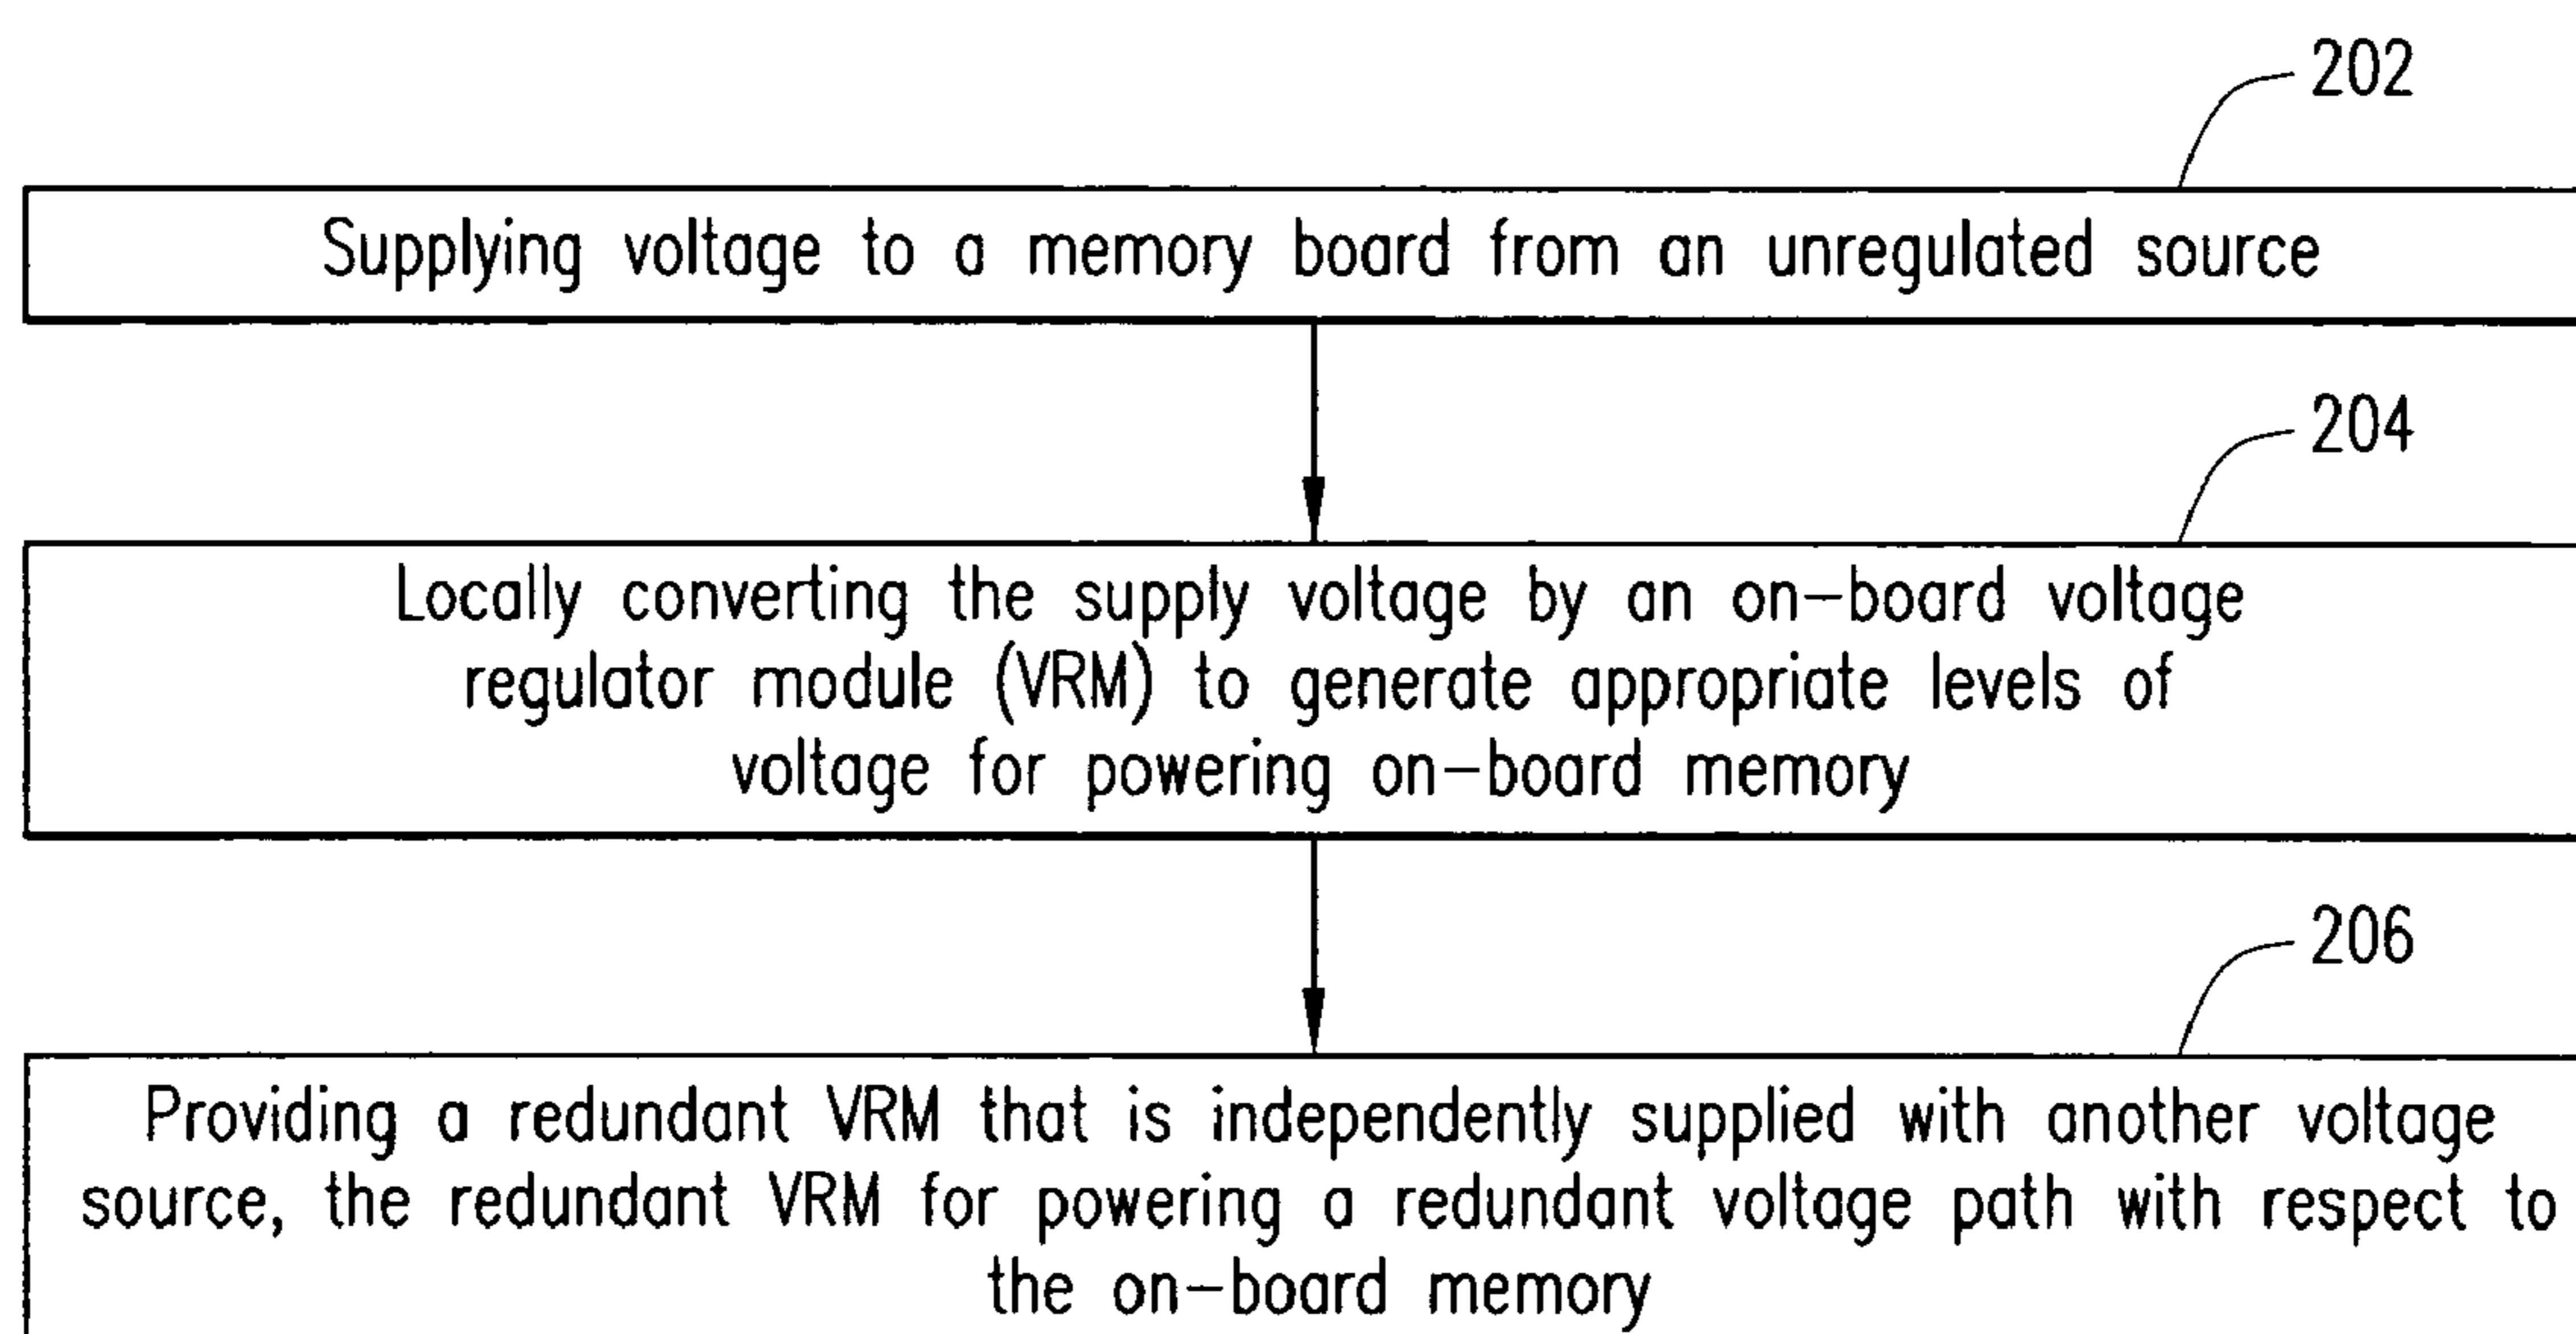 202
Supplying voltage to a memory board from an unregulated source
204
Locally converting the supply voltage by an on-board voltage
regulator module (VRM) to generate appropriate levels of
voltage for powering on-board memory
206
Providing a redundant VRM that is independently supplied with another voltage
source, the redundant VRM for powering a redundant voltage path with respect to
the on-board memory